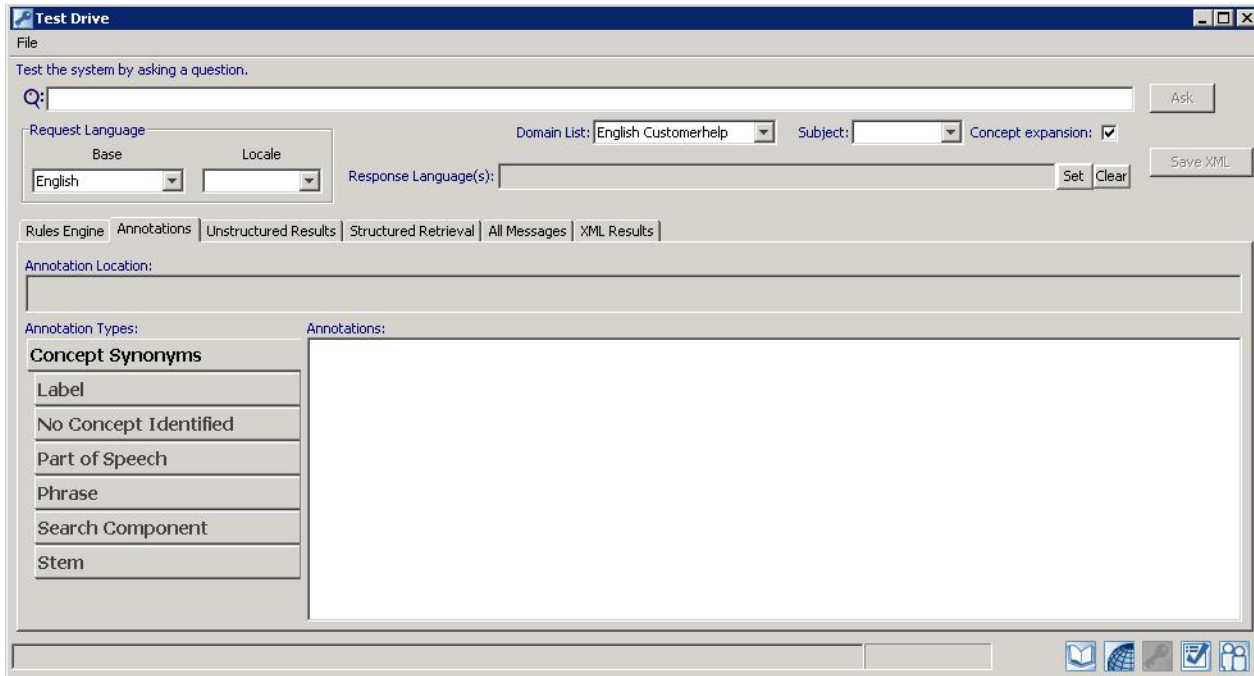 Test Drive
File
Test the system by asking a question.
Q:
Ask
Request Language
Base Locale
English
Domain List: English Customerhelp Subject: Concept expansion:
Response Language(s): Set Clear
Save XML
Rules Engine Annotations Unstructured Results Structured Retrieval All Messages XML Results
Annotation Location:
Annotation Types: Annotations:
Concept Synonyms
Label
No Concept Identified
Part of Speech
Phrase
Search Component
Stem